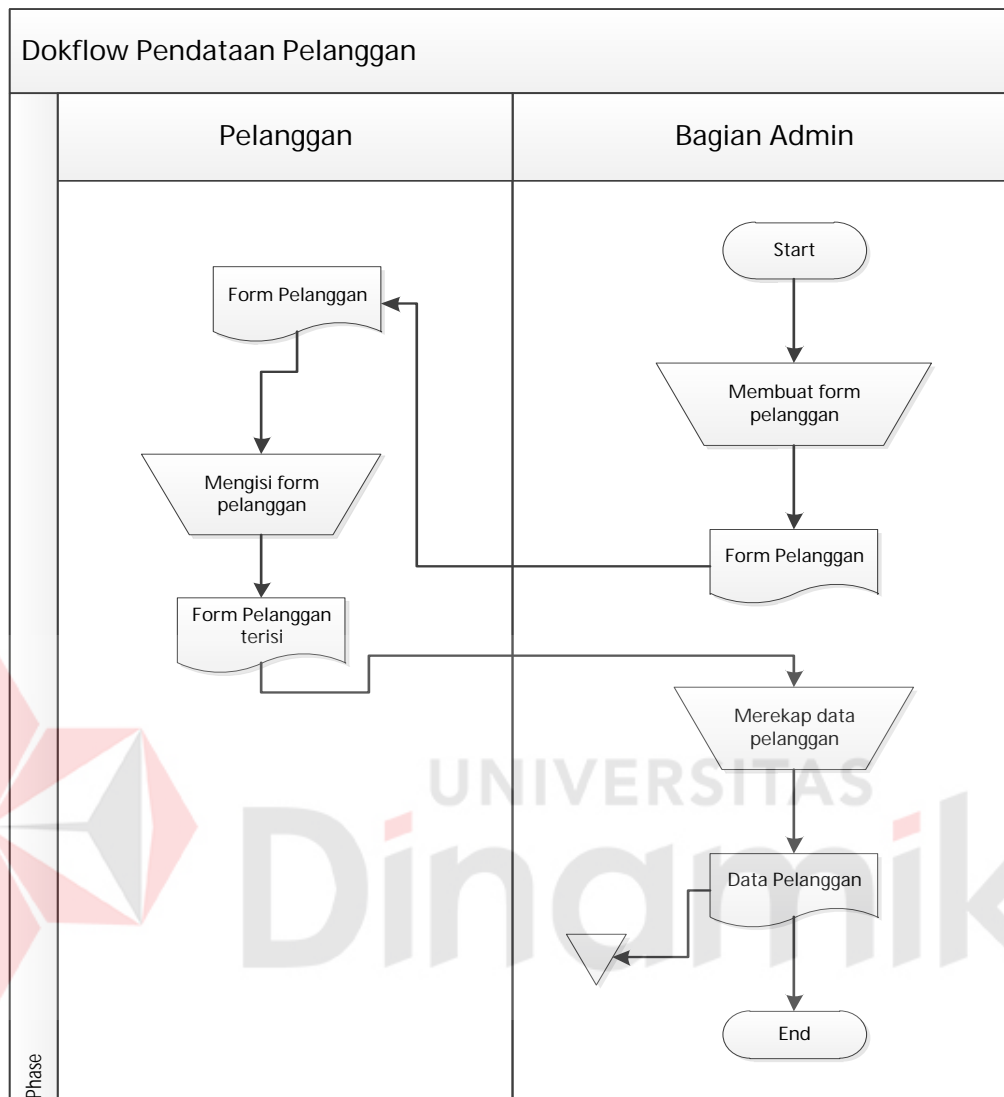 Dokflow Pendataan Pelanggan
Pelanggan
Bagian Admin
Start
Membuat form
pelanggan
Form Pelanggan
Form Pelanggan
Mengisi form
pelanggan
Form Pelanggan
terisi
Merekap data
pelanggan
Data Pelanggan
End
Phase
UNIVERSITAS
Dinamik